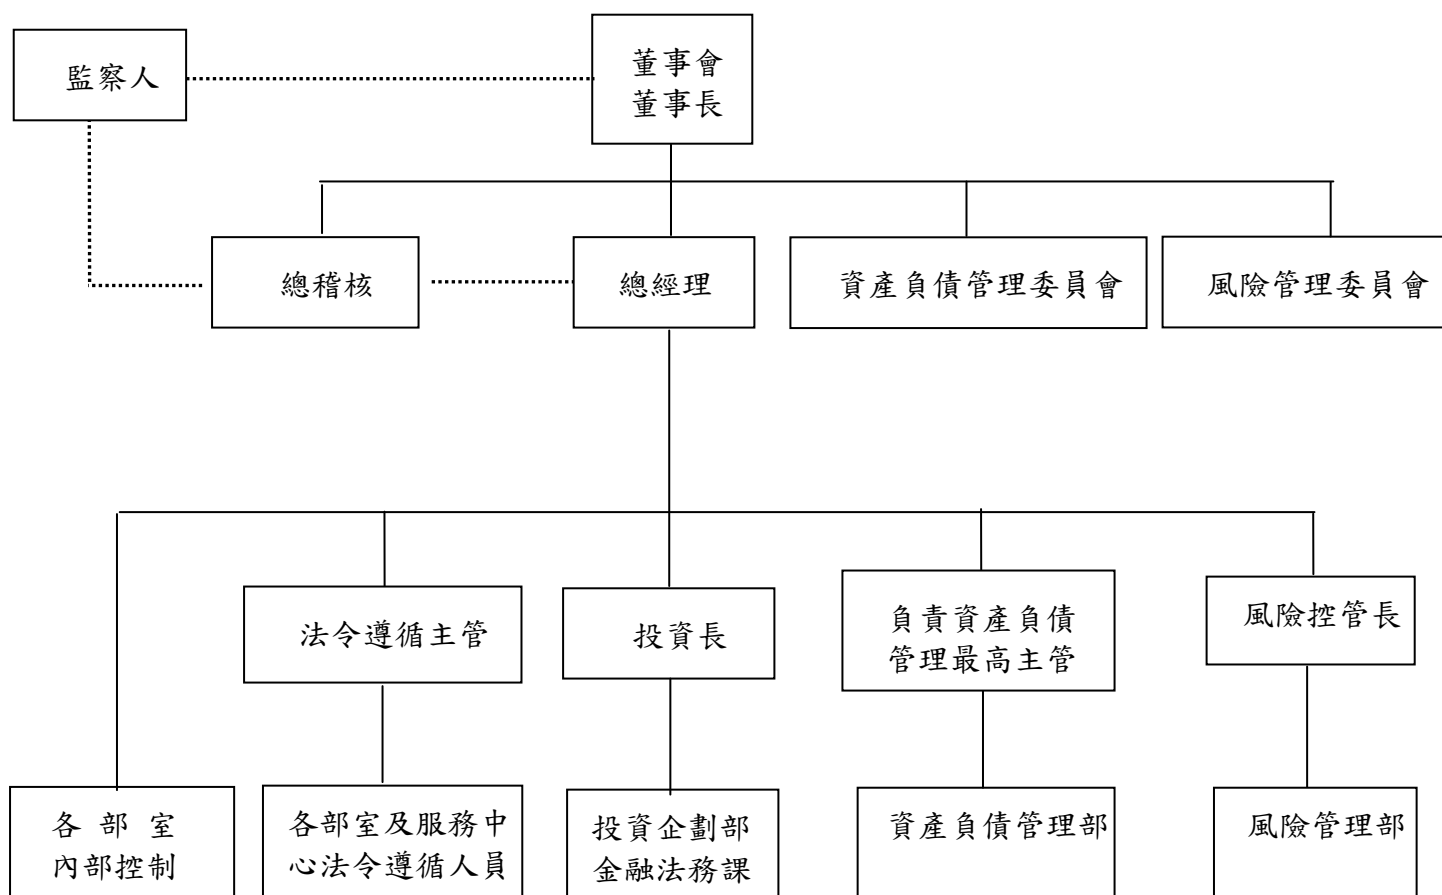 監察人
董事會
董事長
總稽核
總經理
資產負債管理委員會
風險管理委員會
法令遵循主管
投資長
負責資產負債
管理最高主管
風險控管長
各 部 室
內部控制
各部室及服務中
心法令遵循人員
投資企劃部
金融法務課
資產負債管理部
風險管理部